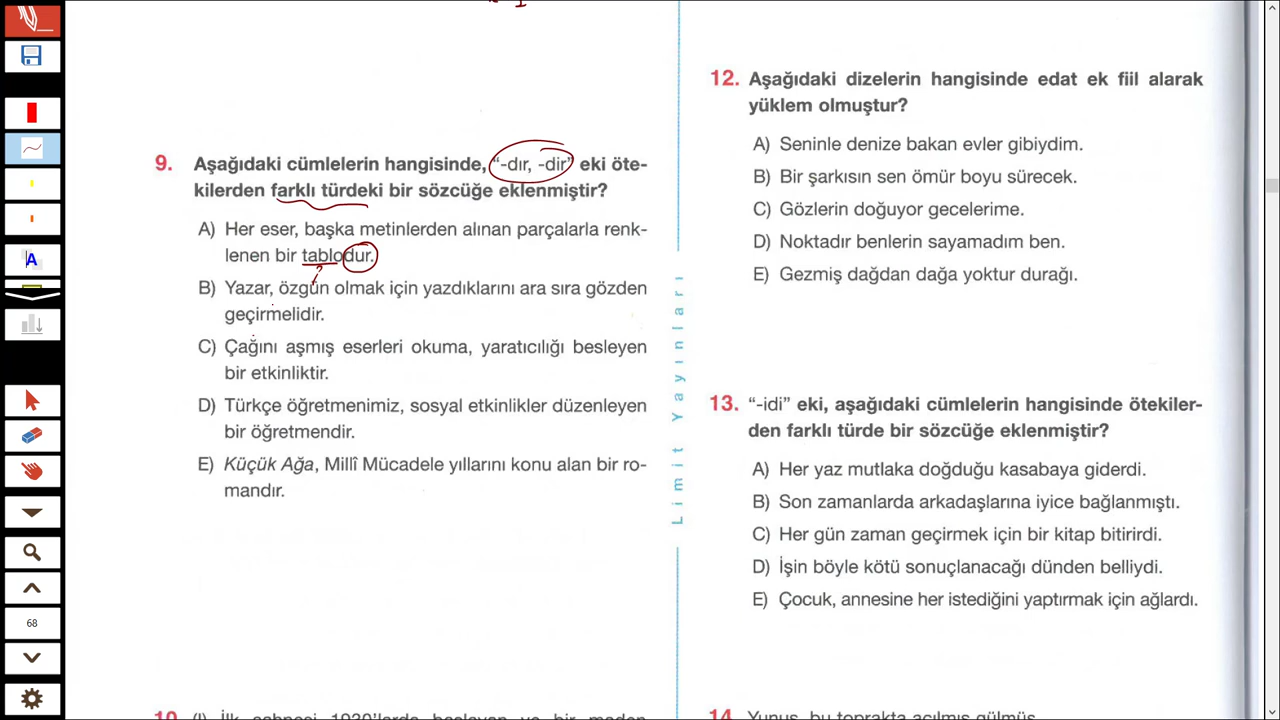 9. Aşağıdaki cümlelerin hangisinde, “-dır, -dir” eki öte-
kilerden farklı türdeki bir sözcüğe eklenmiştir?
A) Her eser, başka metinlerden alınan parçalarla renk-
lenen bir tablodur.
B) Yazar, özgün olmak için yazdıklarını ara sıra gözden
geçirmelidir.
C) Çağını aşmış eserleri okuma, yaratıcılığı besleyen
bir etkinliktir.
D) Türkçe öğretmenimiz, sosyal etkinlikler düzenleyen
bir öğretmendir.
E) Küçük Ağa, Millî Mücadele yıllarını konu alan bir ro-
mandır.
Limit Yayınları
12. Aşağıdaki dizelerin hangisinde edat ek fiil alarak
yüklem olmuştur?
A) Seninle denize bakan evler gibiydim.
B) Bir şarkısın sen ömür boyu sürecek.
C) Gözlerin doğuyor gecelerime.
D) Noktadır benlerin sayamadım ben.
E) Gezmiş dağdan dağa yoktur durağı.
13. “-idi” eki, aşağıdaki cümlelerin hangisinde ötekiler-
den farklı türde bir sözcüğe eklenmiştir?
A) Her yaz mutlaka doğduğu kasabaya giderdi.
B) Son zamanlarda arkadaşlarına iyice bağlanmıştı.
C) Her gün zaman geçirmek için bir kitap bitirirdi.
D) İşin böyle kötü sonuçlanacağı dünden belliydi.
E) Çocuk, annesine her istediğini yaptırmak için ağlardı.
A
68